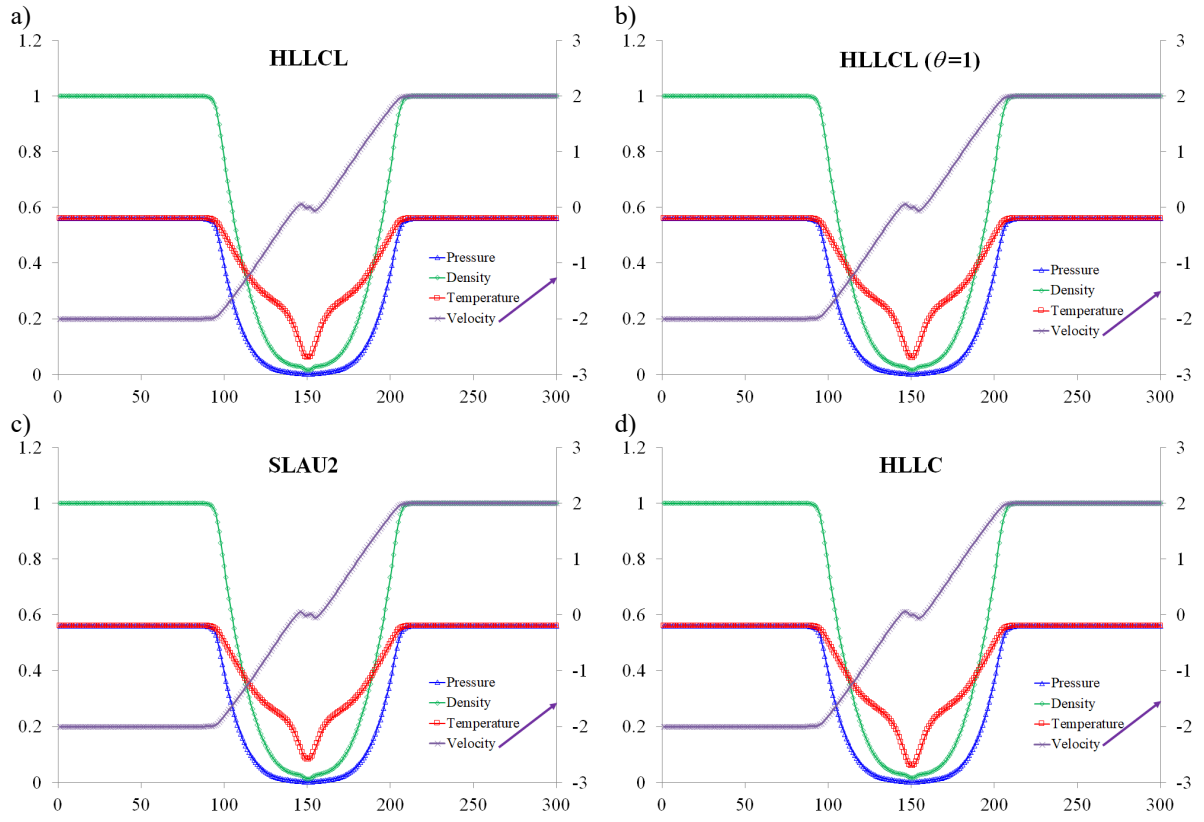 a)
HLLCL
1.2
1
0.8
0.6
0.4
0.2
0
3
2
1
0
-1
-2
-3
0 50 100 150 200 250 300
Pressure
Density
Temperature
Velocity
b)
HLLCL (θ=1)
1.2
1
0.8
0.6
0.4
0.2
0
3
2
1
0
-1
-2
-3
0 50 100 150 200 250 300
Pressure
Density
Temperature
Velocity
c)
SLAU2
1.2
1
0.8
0.6
0.4
0.2
0
3
2
1
0
-1
-2
-3
0 50 100 150 200 250 300
Pressure
Density
Temperature
Velocity
d)
HLLC
1.2
1
0.8
0.6
0.4
0.2
0
3
2
1
0
-1
-2
-3
0 50 100 150 200 250 300
Pressure
Density
Temperature
Velocity